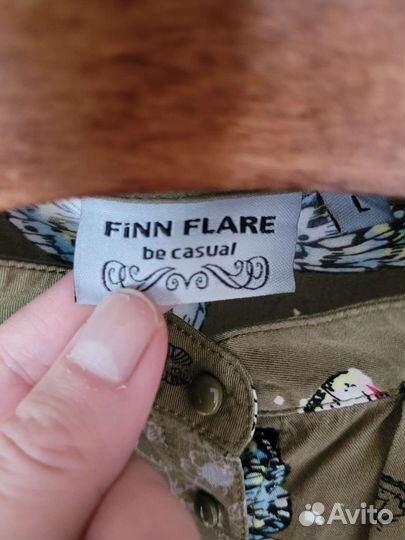 FiNN FLARE
be casual
L
Avito